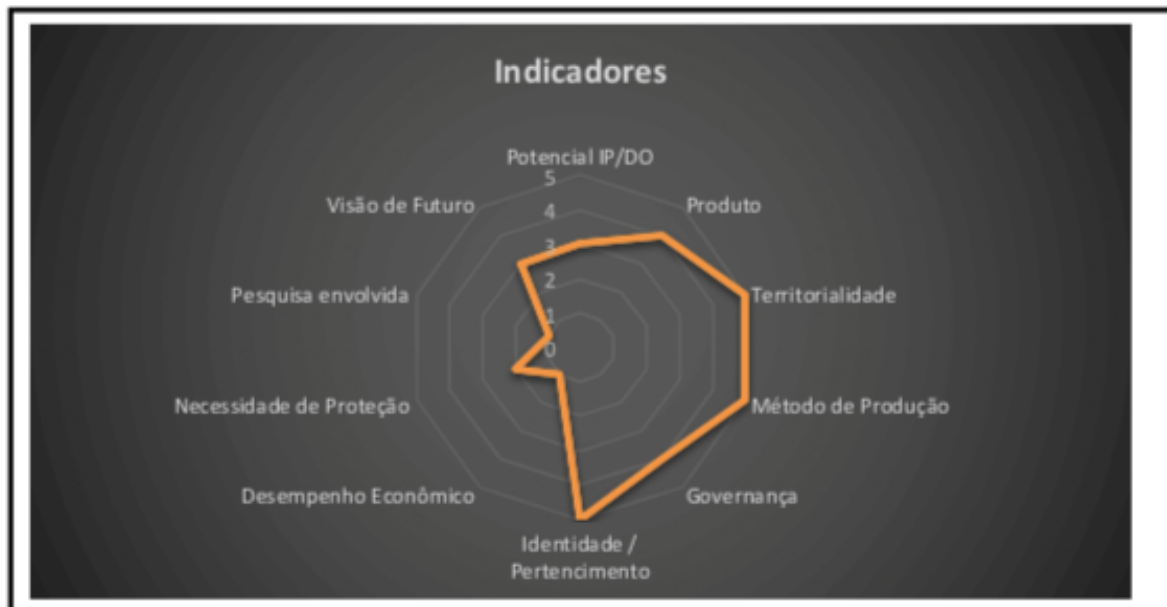 Indicadores
Potencial IP/DO
Visão de Futuro
Produto
Pesquisa envolvida
Territorialidade
Necessidade de Proteção
Método de Produção
Desempenho Econômico
Governança
Identidade /
Pertencimento
5
4
3
2
1
0